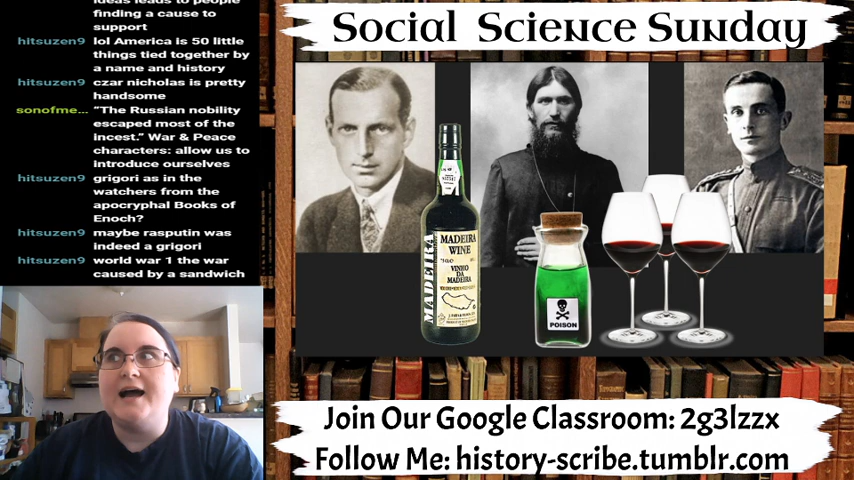 ideas leads to people
finding a cause to
support
hitsuzen9 lol America is 50 little
things tied together by
a name and history
hitsuzen9 czar nicholas is pretty
handsome
sonofme... "The Russian nobility
escaped most of the
incest." War & Peace
characters: allow us to
introduce ourselves
hitsuzen9 grigori as in the
watchers from the
apocryphal Books of
Enoch?
hitsuzen9 maybe rasputin was
indeed a grigori
hitsuzen9 world war 1 the war
caused by a sandwich
Social Science Sunday
MADEIRA
MADEIRA
WINE
VINHO
DA
MADEIRA
POISON
Join Our Google Classroom: 2g3lzzx
Follow Me: history-scribe.tumblr.com